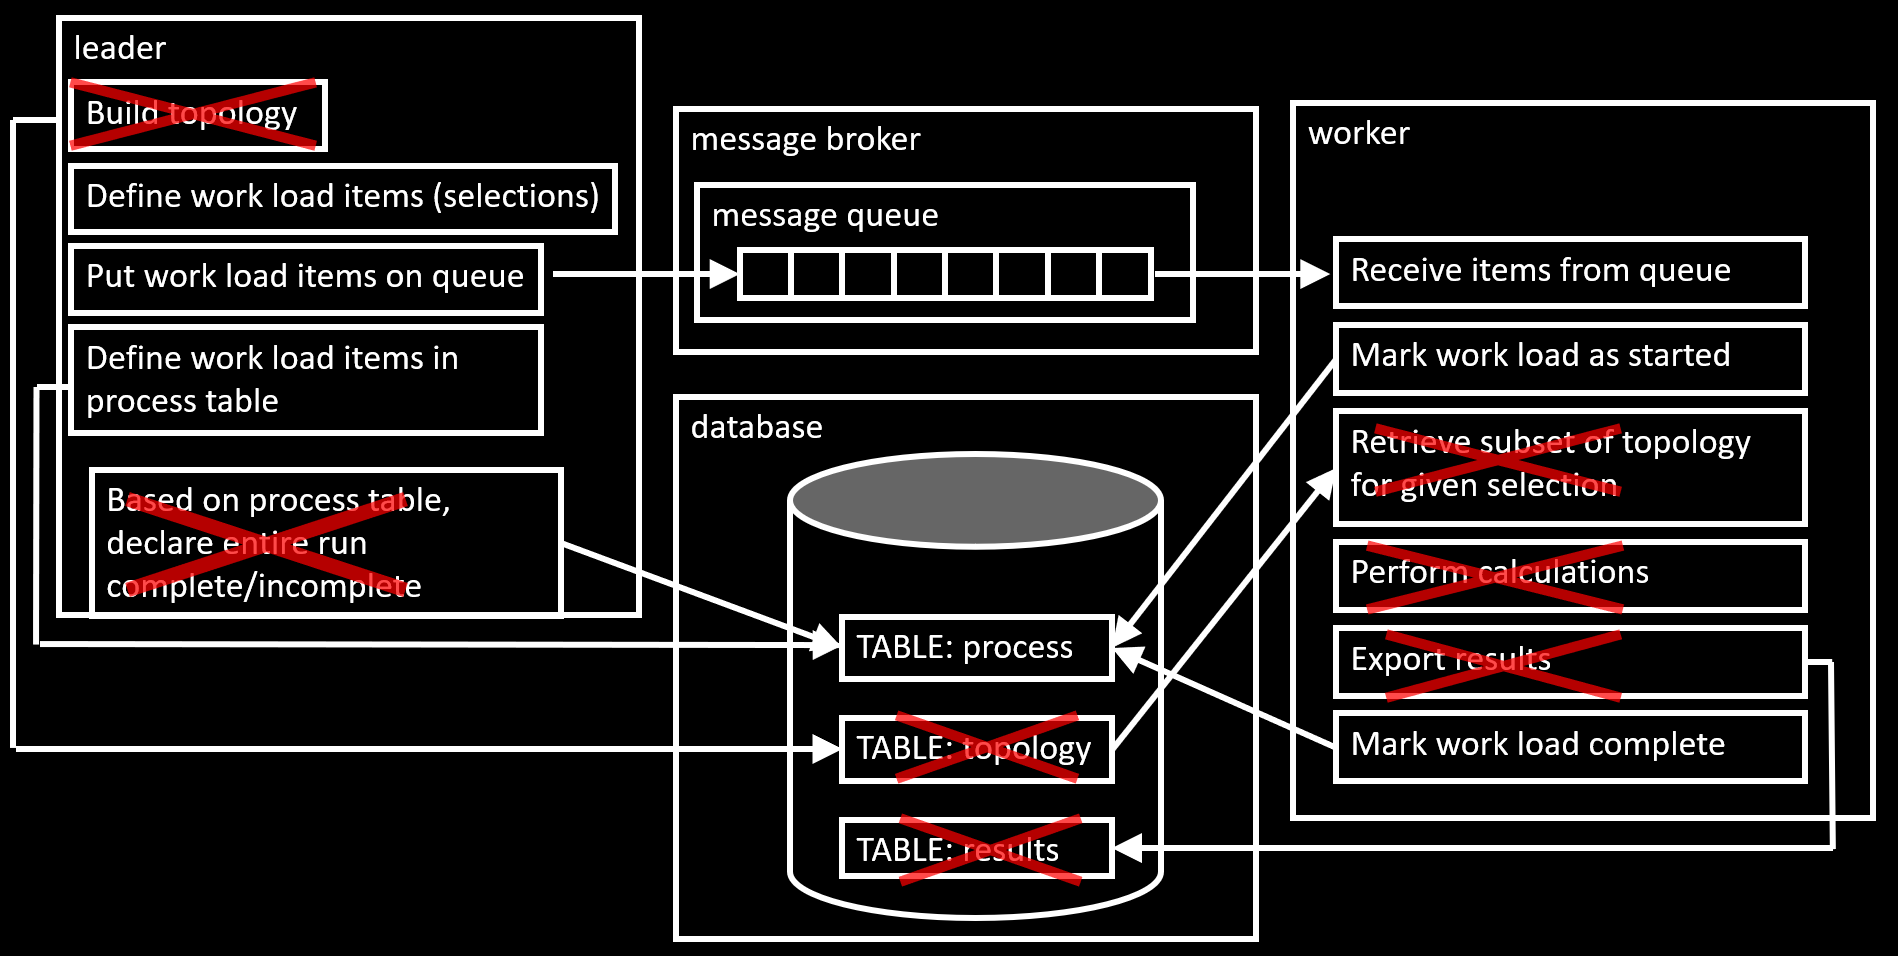 leader
Build topology
Define work load items (selections)
Put work load items on queue
Define work load items in
process table
Based on process table,
declare entire run
complete/incomplete
message broker
message queue
database
TABLE: process
TABLE: topology
TABLE: results
worker
Receive items from queue
Mark work load as started
Retrieve subset of topology
for given selection
Perform calculations
Export results
Mark work load complete